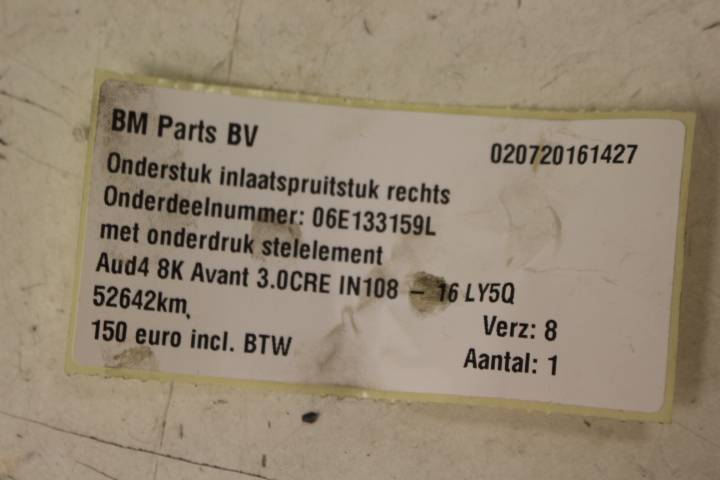 BM Parts BV
020720161427
Onderstuk inlaatspruitstuk rechts
Onderdeelnummer: 06E133159L
met onderdruk stelelement
Aud4 8K Avant 3.0CRE IN108 – 16 LY5Q
52642km,
Verz: 8
150 euro incl. BTW
Aantal: 1